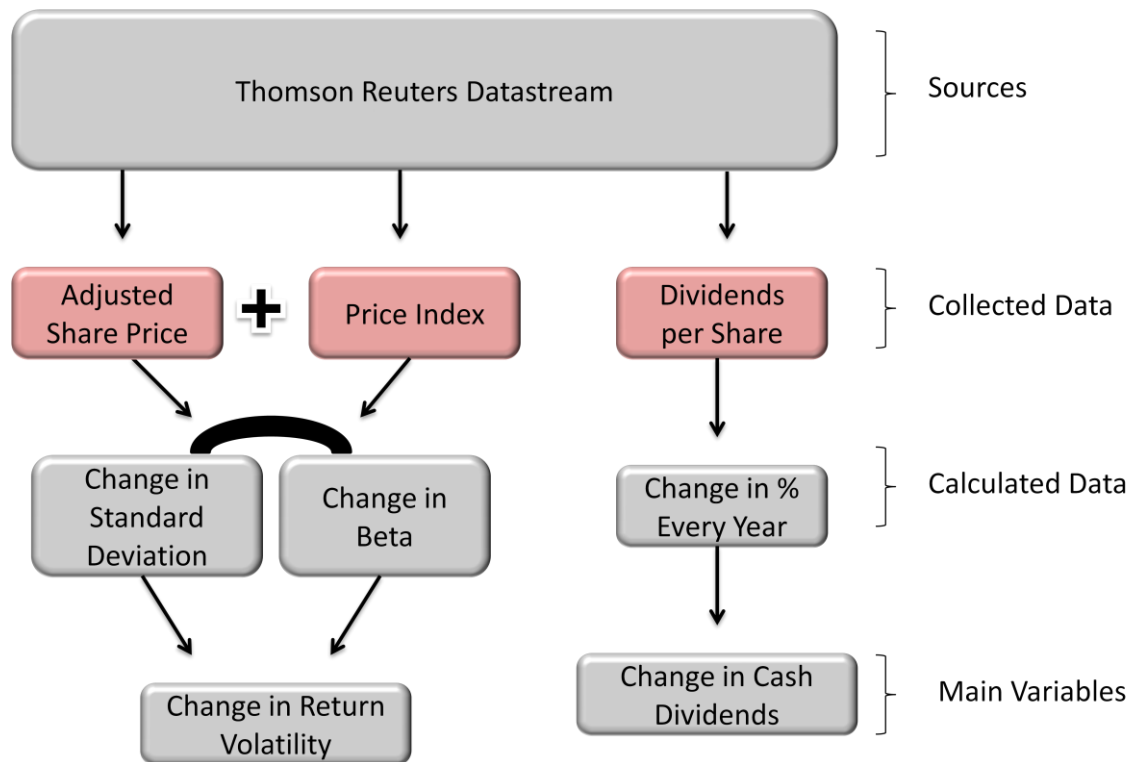 Thomson Reuters Datastream
Sources
Adjusted
Share Price
Price Index
Dividends
per Share
Collected Data
Change in
Standard
Deviation
Change in
Beta
Change in %
Every Year
Calculated Data
Change in Return
Volatility
Change in Cash
Dividends
Main Variables